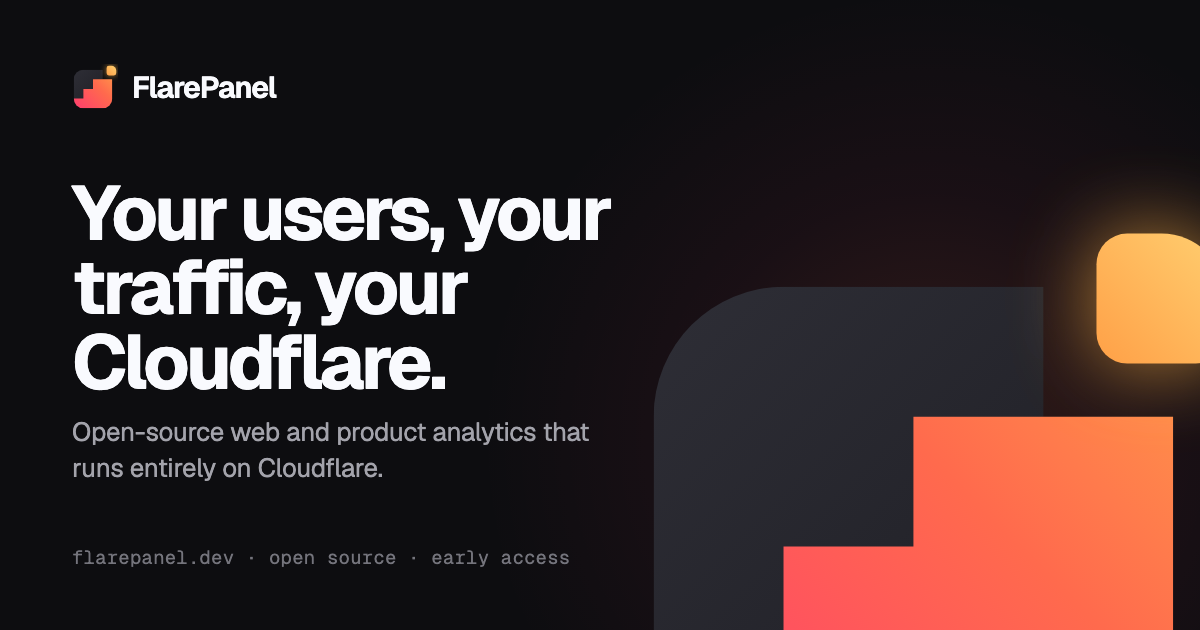 FlarePanel
Your users, your
traffic, your
Cloudflare.
Open-source web and product analytics that
runs entirely on Cloudflare.
flarepanel.dev · open source · early access